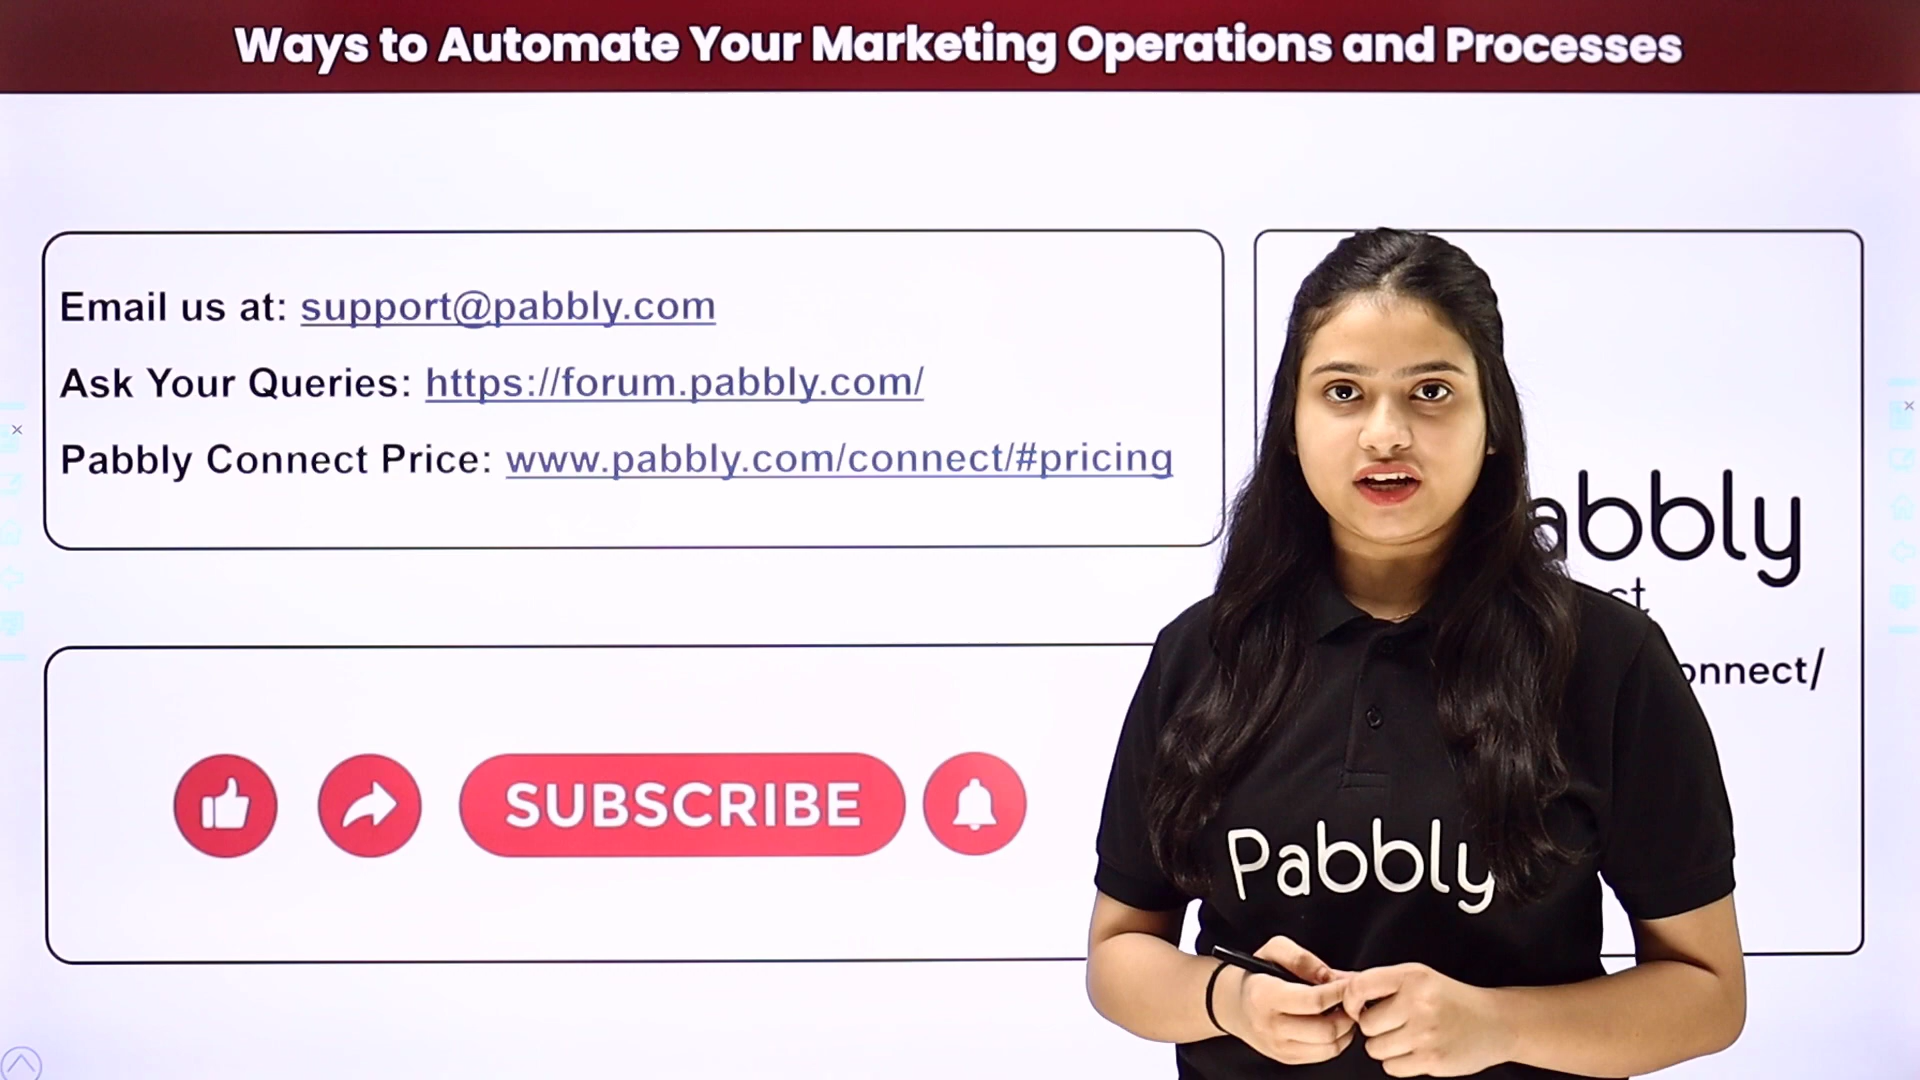 Ways to Automate Your Marketing Operations and Processes
Email us at: support@pabbly.com
Ask Your Queries: https://forum.pabbly.com/
Pabbly Connect Price: www.pabbly.com/connect/#pricing
SUBSCRIBE
Pabbly